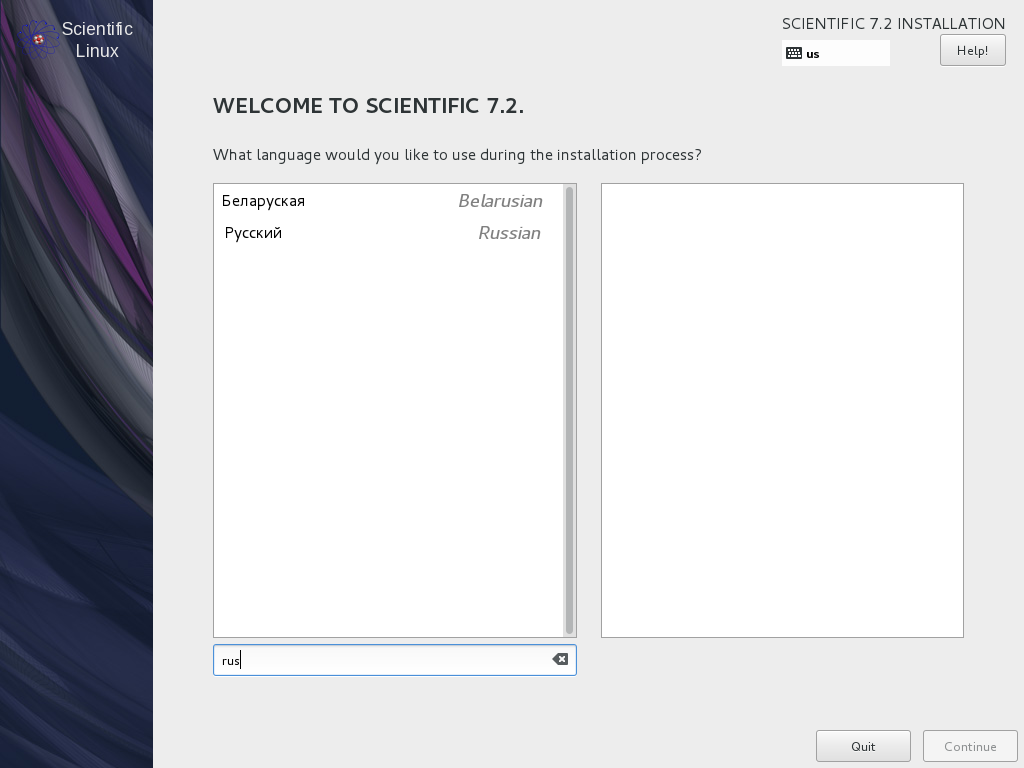 Scientific
Linux
SCIENTIFIC 7.2 INSTALLATION
us
Help!
WELCOME TO SCIENTIFIC 7.2.
What language would you like to use during the installation process?
Беларуская Belarusian
Русский Russian
rus
Quit
Continue